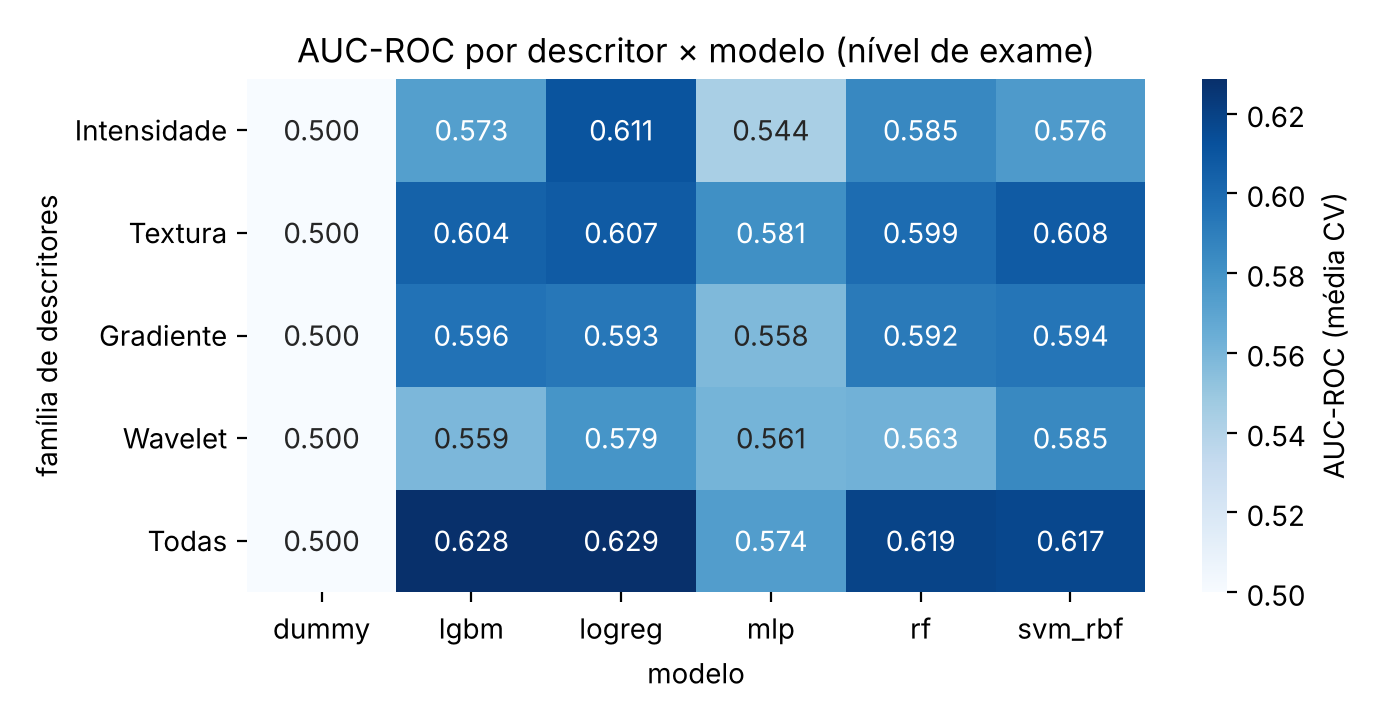 AUC-ROC por descritor × modelo (nível de exame)
família de descritores
Intensidade 0.500 0.573 0.611 0.544 0.585 0.576
Textura 0.500 0.604 0.607 0.581 0.599 0.608
Gradiente 0.500 0.596 0.593 0.558 0.592 0.594
Wavelet 0.500 0.559 0.579 0.561 0.563 0.585
Todas 0.500 0.628 0.629 0.574 0.619 0.617
dummy lgbm logreg mlp rf svm_rbf
modelo
0.62
0.60
0.58
0.56
0.54
0.52
0.50
AUC-ROC (média CV)